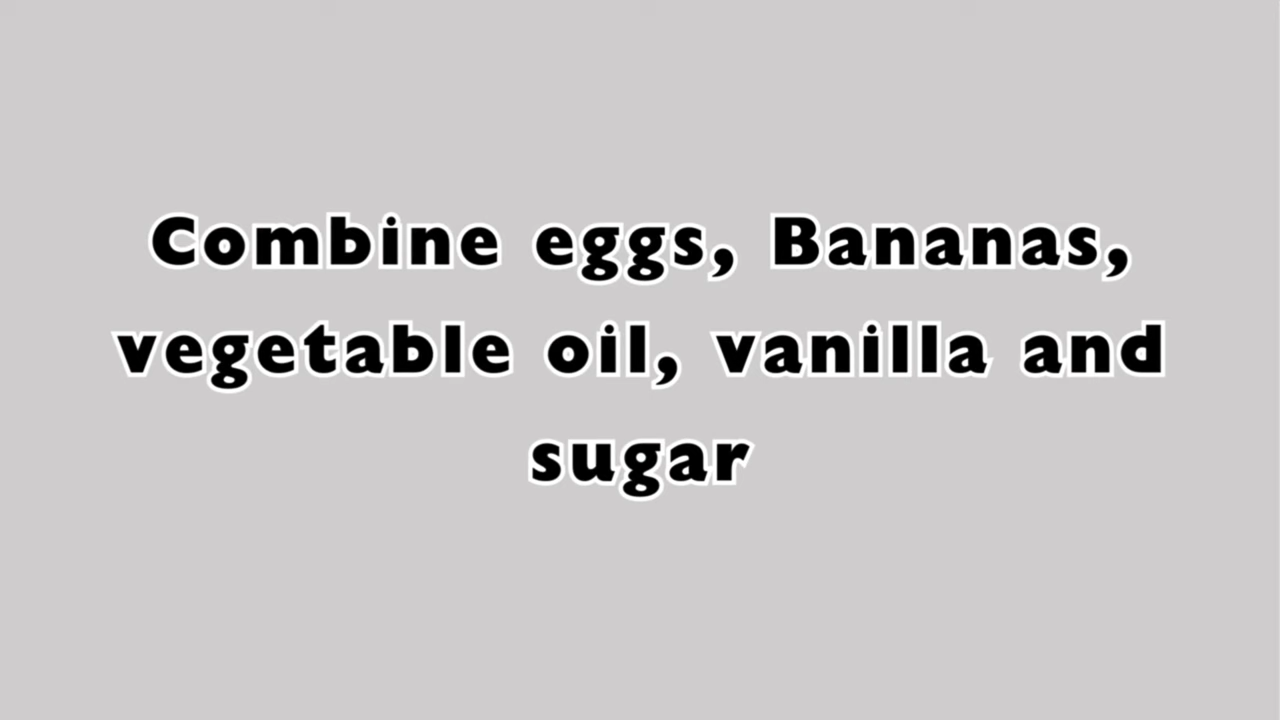 Combine eggs, Bananas,
vegetable oil, vanilla and
sugar